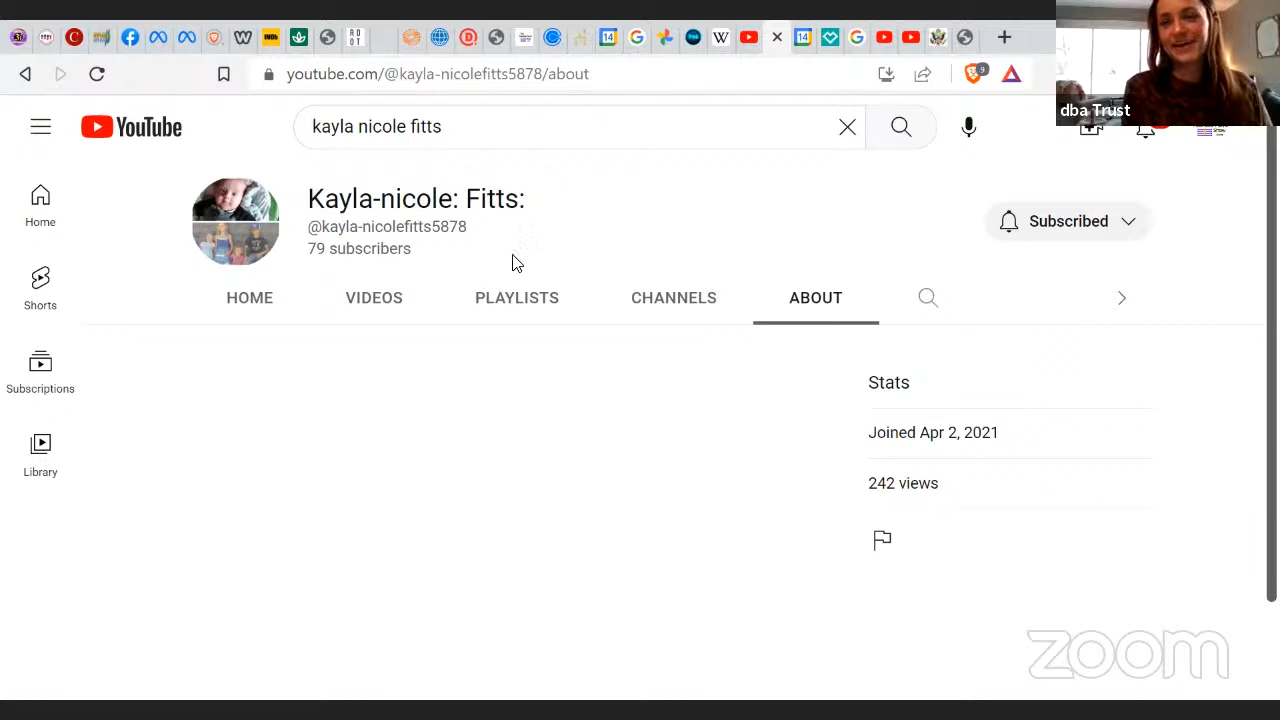 youtube.com/@kayla-nicolefitts5878/about
9
dba Trust
YouTube
kayla nicole fitts
Home
Shorts
Subscriptions
Library
Kayla-nicole: Fitts:
@kayla-nicolefitts5878
79 subscribers
Subscribed
HOME VIDEOS PLAYLISTS CHANNELS ABOUT
Stats
Joined Apr 2, 2021
242 views
zoom